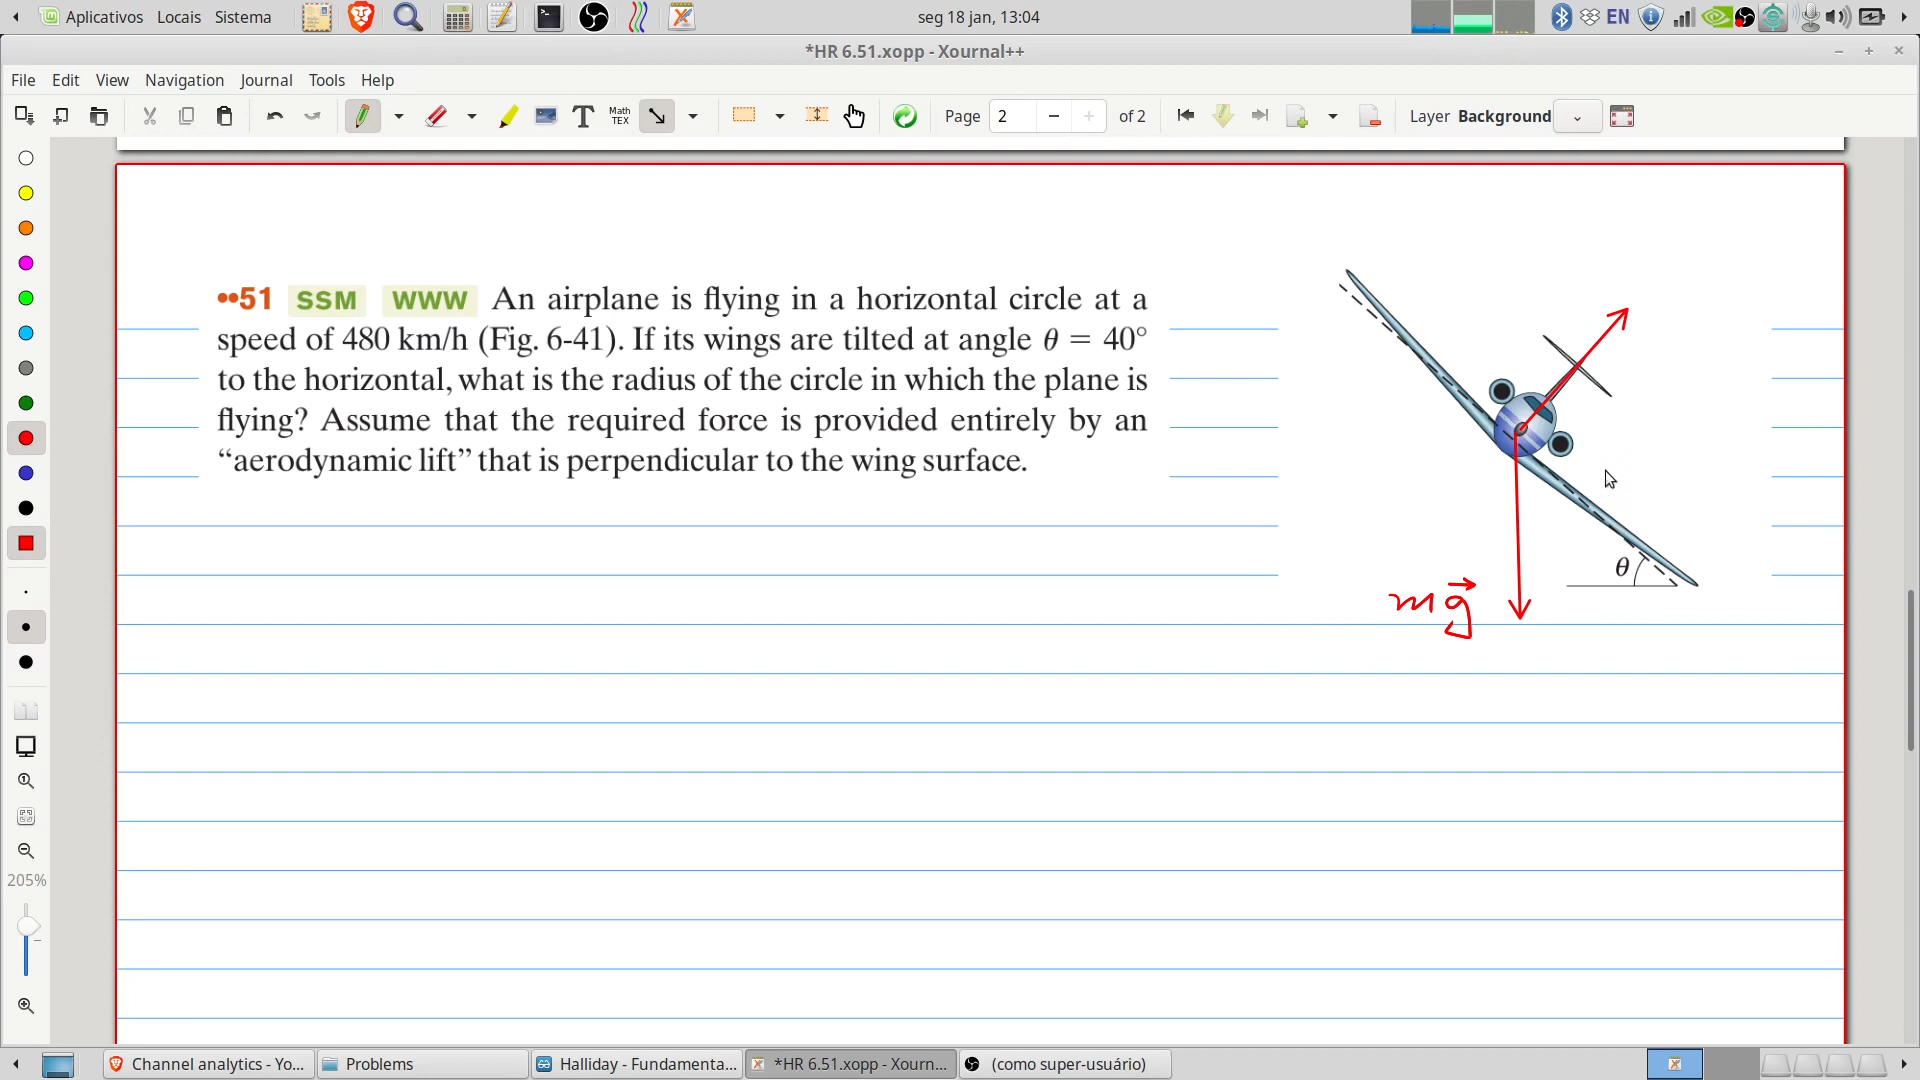 Aplicativos Locais Sistema
seg 18 jan, 13:04
EN
*HR 6.51.xopp - Xournal++
File Edit View Navigation Journal Tools Help
T Math TEX
Page 2 of 2
Layer Background
••51 SSM WWW An airplane is flying in a horizontal circle at a
speed of 480 km/h (Fig. 6-41). If its wings are tilted at angle θ = 40°
to the horizontal, what is the radius of the circle in which the plane is
flying? Assume that the required force is provided entirely by an
“aerodynamic lift” that is perpendicular to the wing surface.
θ
mg⃗
205%
Channel analytics - Yo...
Problems
Halliday - Fundamenta...
*HR 6.51.xopp - Xourn...
(como super-usuário)